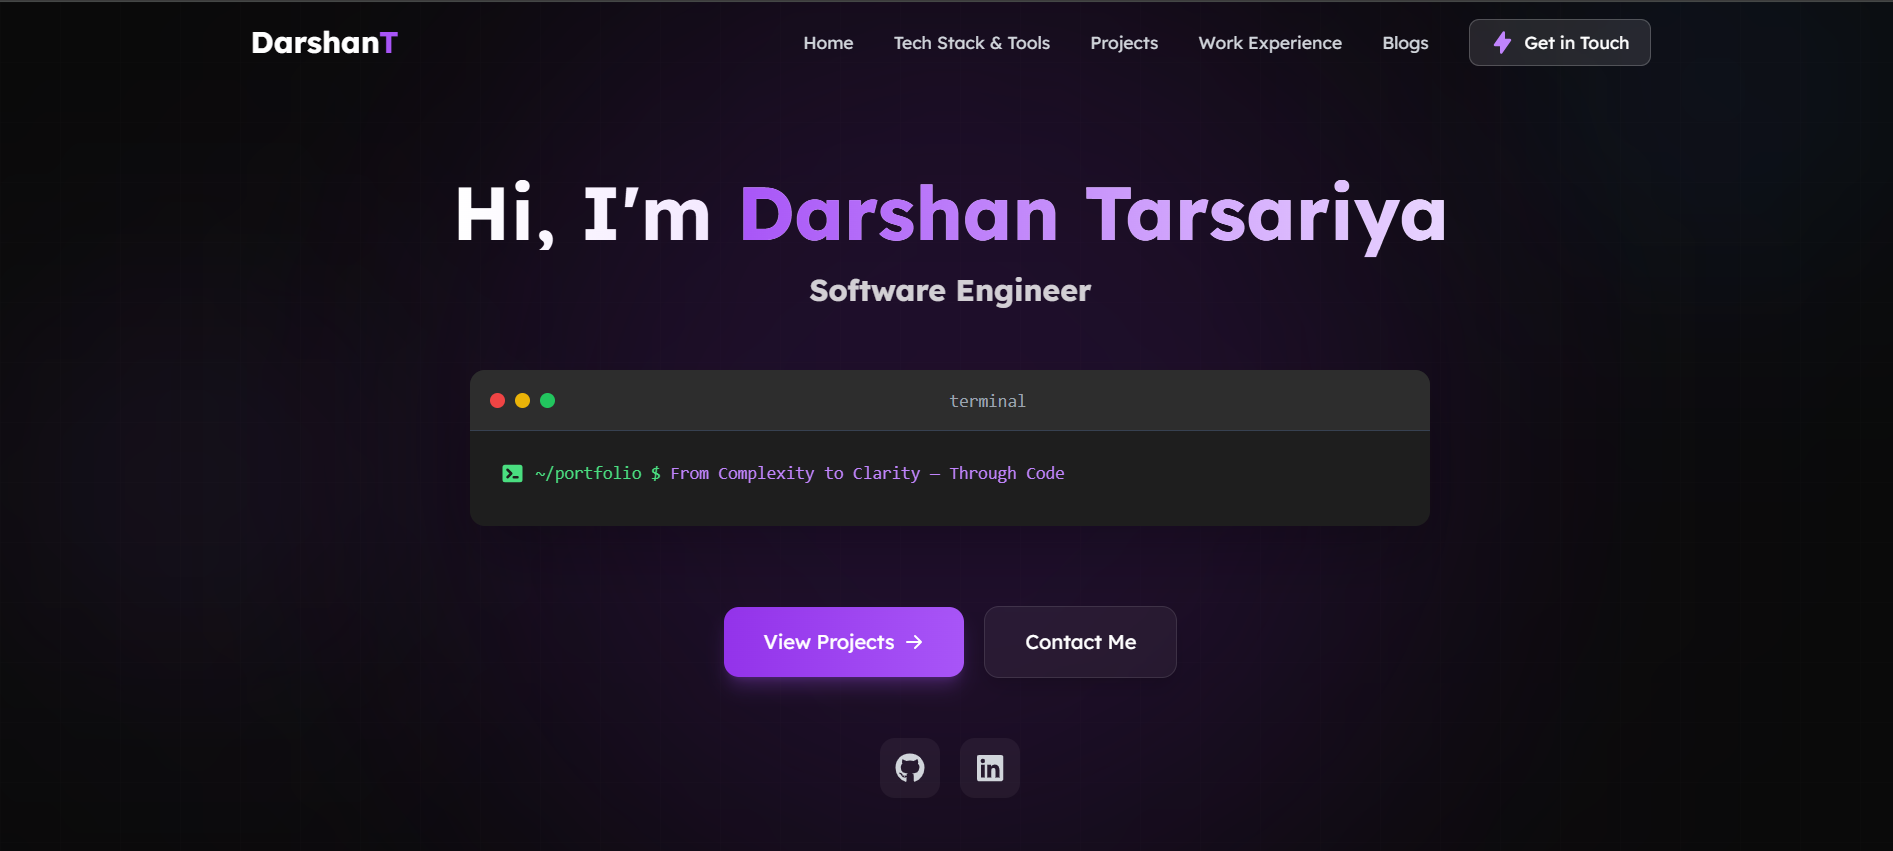 DarshanT
Home
Tech Stack & Tools
Projects
Work Experience
Blogs
Get in Touch
Hi, I'm Darshan Tarsariya
Software Engineer
terminal
~/portfolio $ From Complexity to Clarity — Through Code
View Projects →
Contact Me